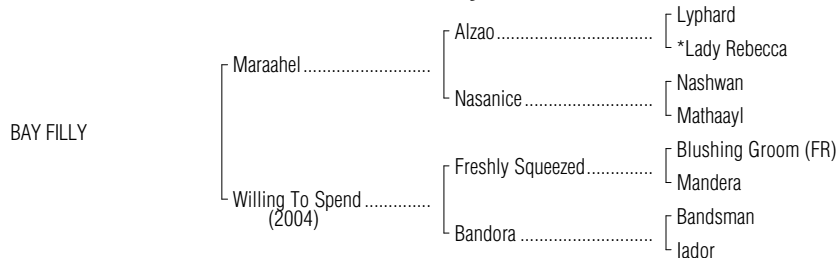 Lyphard
Alzao
*Lady Rebecca
Maraahel
Nashwan
Nasanice
Mathaayl
BAY FILLY
Blushing Groom (FR)
Freshly Squeezed
Mandera
Willing To Spend
(2004)
Bandsman
Bandora
Iador